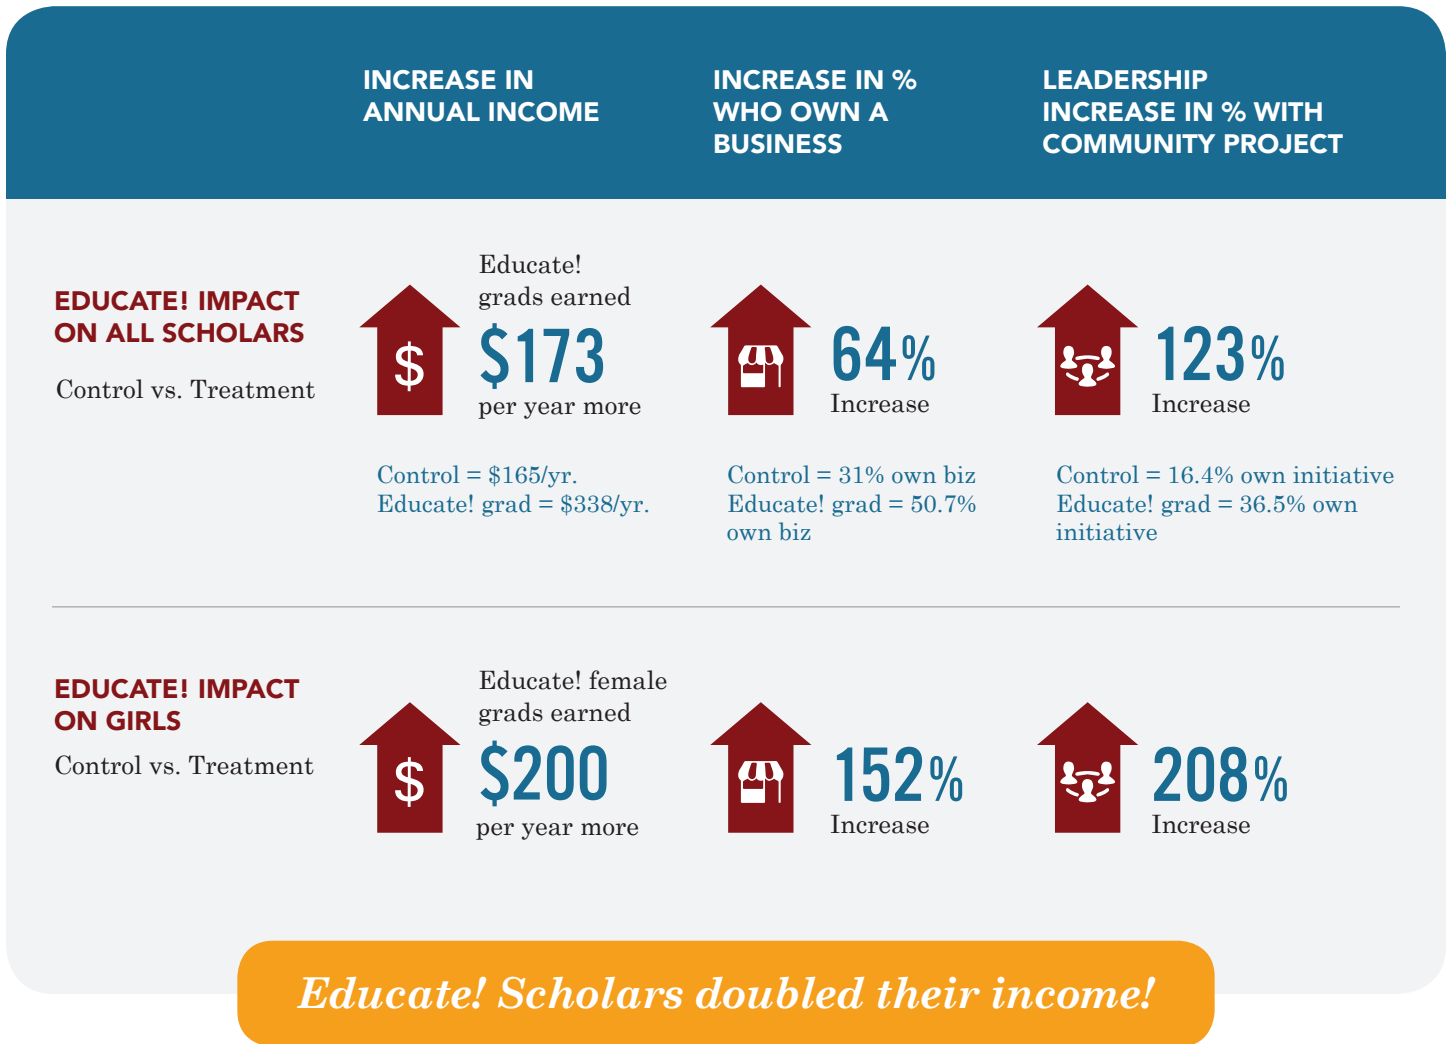 INCREASE IN
ANNUAL INCOME
INCREASE IN %
WHO OWN A
BUSINESS
LEADERSHIP
INCREASE IN % WITH
COMMUNITY PROJECT
EDUCATE! IMPACT
ON ALL SCHOLARS
Control vs. Treatment
$
Educate!
grads earned
$173
per year more
Control = $165/yr.
Educate! grad = $338/yr.
64%
Increase
Control = 31% own biz
Educate! grad = 50.7%
own biz
123%
Increase
Control = 16.4% own initiative
Educate! grad = 36.5% own
initiative
EDUCATE! IMPACT
ON GIRLS
Control vs. Treatment
$
Educate! female
grads earned
$200
per year more
152%
Increase
208%
Increase
Educate! Scholars doubled their income!